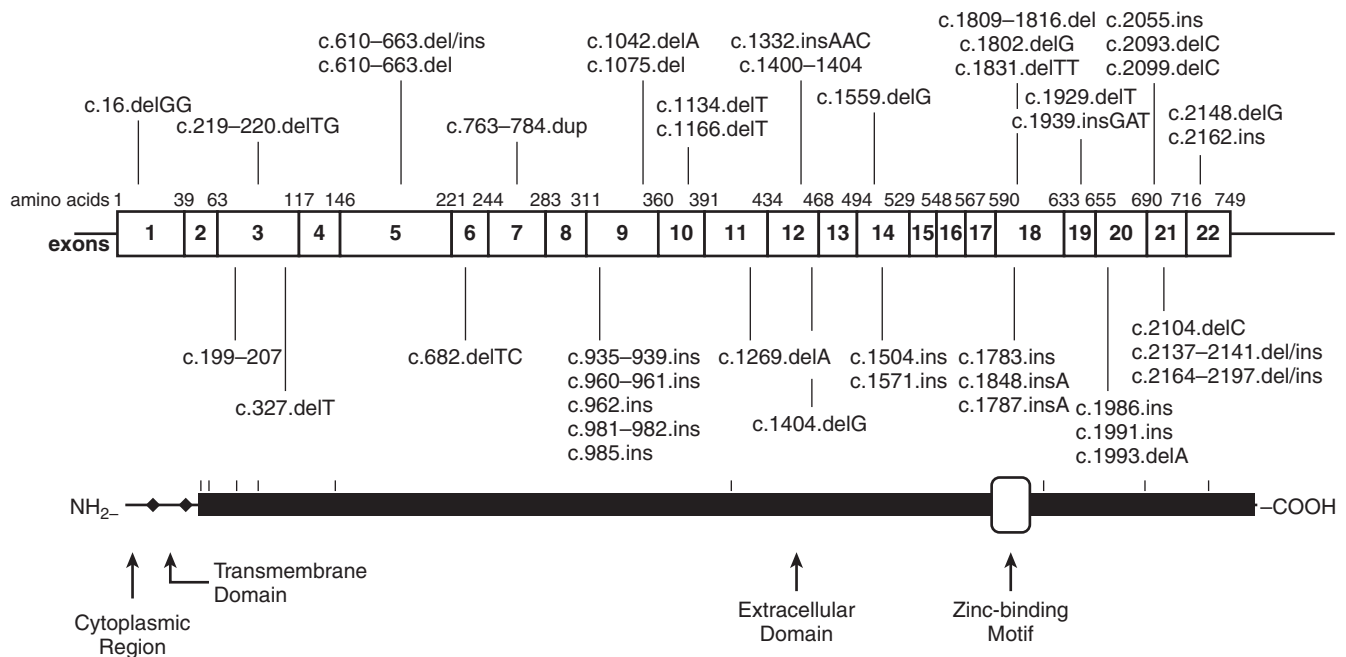 c.1809–1816.del
c.1802.delG
c.1831.delTT
c.2055.ins
c.2093.delC
c.2099.delC
c.610–663.del/ins
c.610–663.del
c.1042.delA
c.1075.del
c.1332.insAAC
c.1400–1404
c.16.delGG
c.219–220.delTG
c.763–784.dup
c.1134.delT
c.1166.delT
c.1559.delG
c.1929.delT
c.1939.insGAT
c.2148.delG
c.2162.ins
amino acids 1 39 63 117 146 221 244 283 311 360 391 434 468 494 529 548 567 590 633 655 690 716 749
exons 1 2 3 4 5 6 7 8 9 10 11 12 13 14 15 16 17 18 19 20 21 22
c.199–207
c.327.delT
c.682.delTC
c.935–939.ins
c.960–961.ins
c.962.ins
c.981–982.ins
c.985.ins
c.1269.delA
c.1404.delG
c.1504.ins
c.1571.ins
c.1783.ins
c.1848.insA
c.1787.insA
c.1986.ins
c.1991.ins
c.1993.delA
c.2104.delC
c.2137–2141.del/ins
c.2164–2197.del/ins
NH2–
–COOH
Cytoplasmic
Region
Transmembrane
Domain
Extracellular
Domain
Zinc-binding
Motif